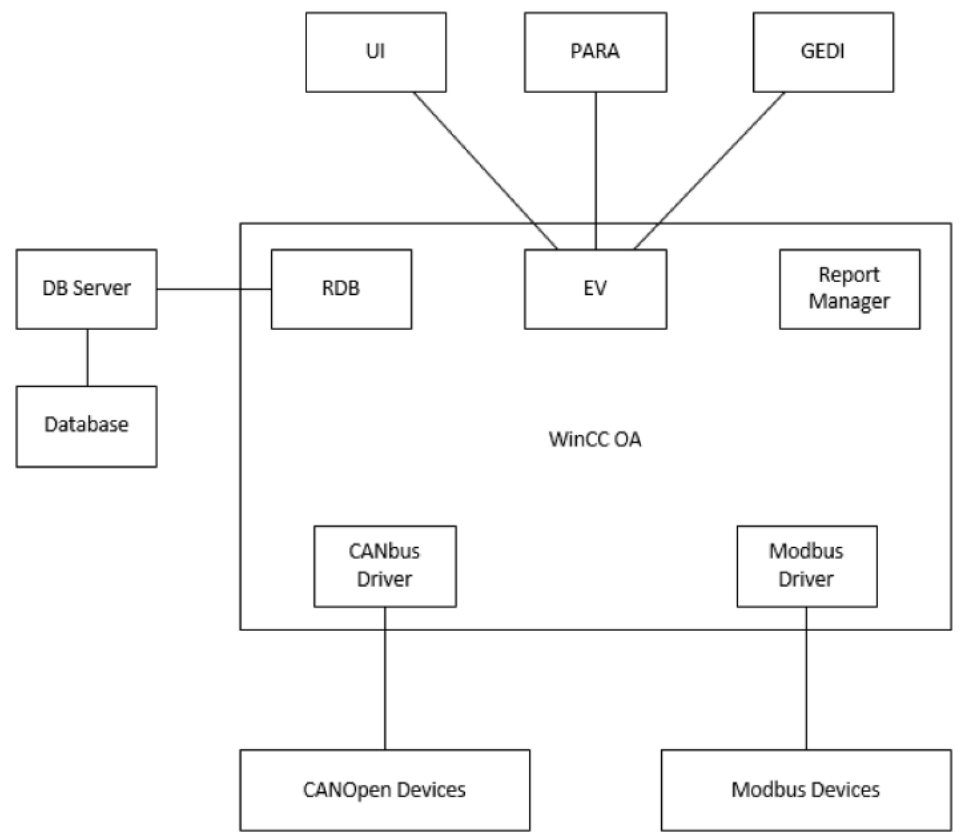 UI
PARA
GEDI
DB Server
RDB
EV
Report
Manager
Database
WinCC OA
CANbus
Driver
Modbus
Driver
CANOpen Devices
Modbus Devices